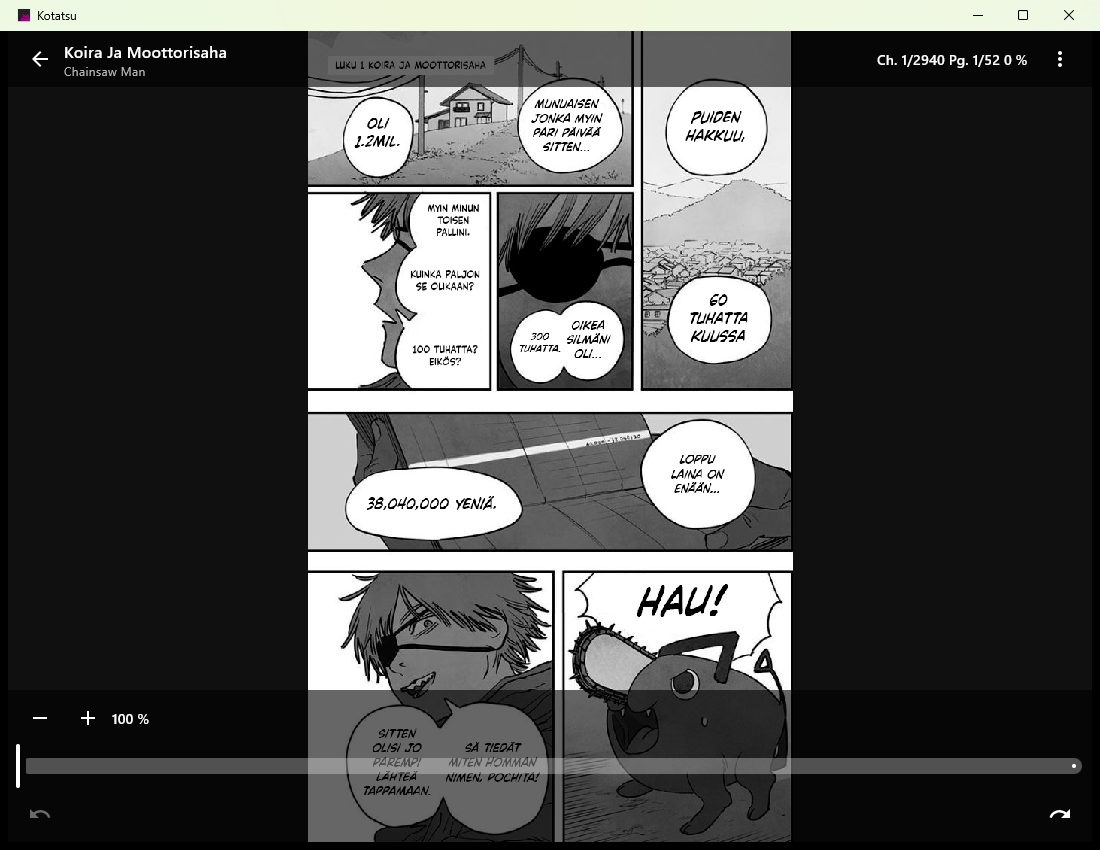 Kotatsu
Koira Ja Moottorisaha
Chainsaw Man
Ch. 1/2940 Pg. 1/52 0 %
LUKU 1 KOIRA JA MOOTTORISAHA
PUIDEN
HAKKUU,
60
TUHATTA
KUUSSA
MUNUAISEN
JONKA MYIN
PARI PÄIVÄÄ
SITTEN...
OLI
1.2MIL.
OIKEA
SILMÄNI
OLI...
300
TUHATTA.
MYIN MINUN
TOISEN
PALLINI.
KUINKA PALJON
SE OLIKAAN?
100 TUHATTA?
EIKÖS?
LOPPU
LAINA ON
ENÄÄN...
38,040,000 YENIÄ.
HAU!
SÄ TIEDÄT
MITEN HOMMAN
NIMEN, POCHITA!
SITTEN
OLISI JO
PAREMPI
LÄHTEÄ
TAPPAMAAN.
100 %